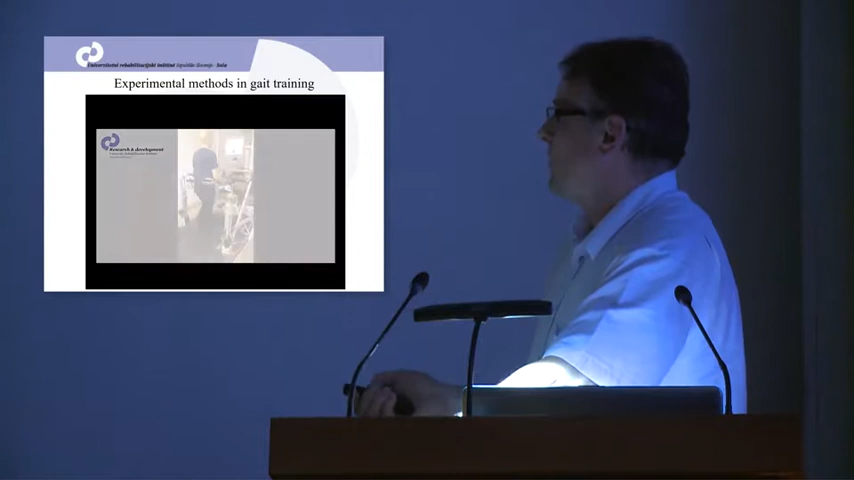 Univerzitetni rehabilitacijski inštitut Republike Slovenije - Soča
Experimental methods in gait training
Research & development